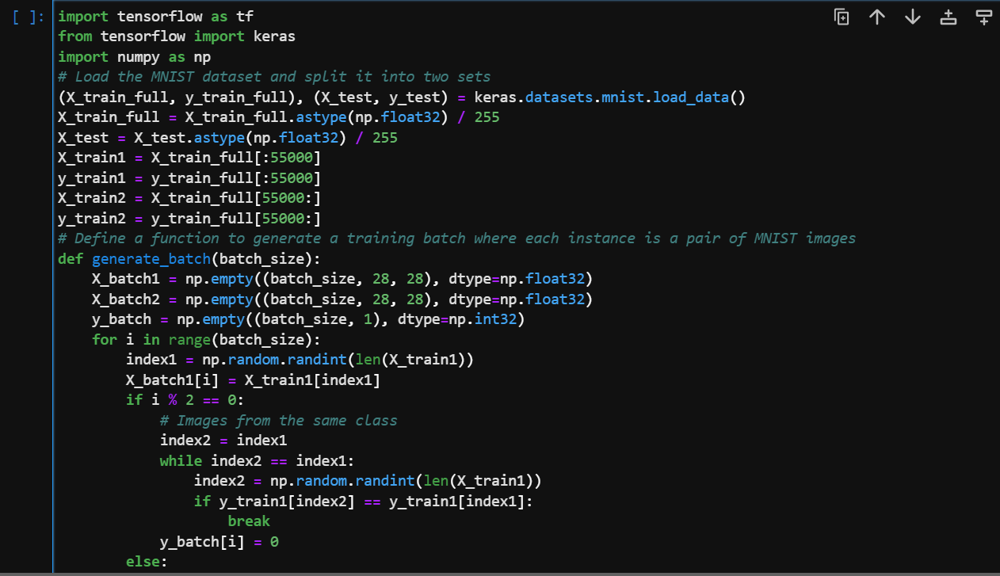 [ ]: import tensorflow as tf
from tensorflow import keras
import numpy as np
# Load the MNIST dataset and split it into two sets
(X_train_full, y_train_full), (X_test, y_test) = keras.datasets.mnist.load_data()
X_train_full = X_train_full.astype(np.float32) / 255
X_test = X_test.astype(np.float32) / 255
X_train1 = X_train_full[:55000]
y_train1 = y_train_full[:55000]
X_train2 = X_train_full[55000:]
y_train2 = y_train_full[55000:]
# Define a function to generate a training batch where each instance is a pair of MNIST images
def generate_batch(batch_size):
    X_batch1 = np.empty((batch_size, 28, 28), dtype=np.float32)
    X_batch2 = np.empty((batch_size, 28, 28), dtype=np.float32)
    y_batch = np.empty((batch_size, 1), dtype=np.int32)
    for i in range(batch_size):
        index1 = np.random.randint(len(X_train1))
        X_batch1[i] = X_train1[index1]
        if i % 2 == 0:
            # Images from the same class
            index2 = index1
            while index2 == index1:
                index2 = np.random.randint(len(X_train1))
                if y_train1[index2] == y_train1[index1]:
                    break
            y_batch[i] = 0
        else: